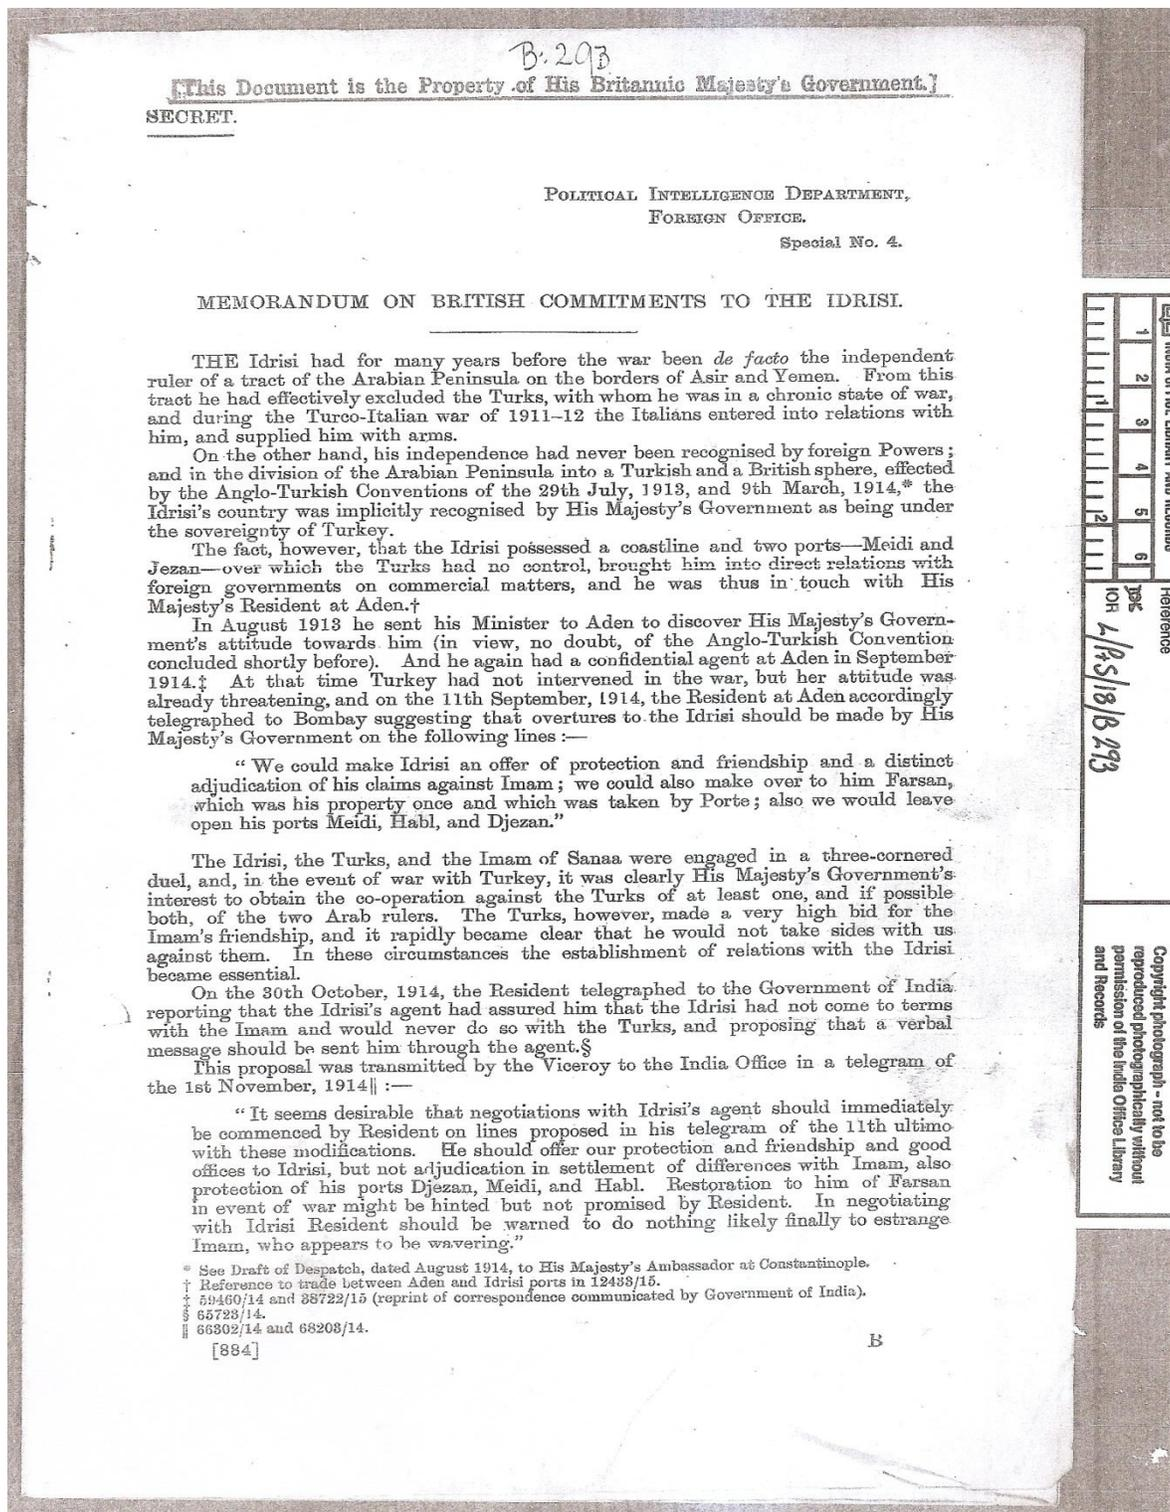 B. 293
[This Document is the Property of His Britannic Majesty's Government.]
SECRET.
POLITICAL INTELLIGENCE DEPARTMENT,
FOREIGN OFFICE.
Special No. 4.
MEMORANDUM ON BRITISH COMMITMENTS TO THE IDRISI.
THE Idrisi had for many years before the war been de facto the independent
ruler of a tract of the Arabian Peninsula on the borders of Asir and Yemen. From this
tract he had effectively excluded the Turks, with whom he was in a chronic state of war,
and during the Turco-Italian war of 1911–12 the Italians entered into relations with
him, and supplied him with arms.
On the other hand, his independence had never been recognised by foreign Powers;
and in the division of the Arabian Peninsula into a Turkish and a British sphere, effected
by the Anglo-Turkish Conventions of the 29th July, 1913, and 9th March, 1914,* the
Idrisi's country was implicitly recognised by His Majesty's Government as being under
the sovereignty of Turkey.
The fact, however, that the Idrisi possessed a coastline and two ports—Meidi and
Jezan—over which the Turks had no control, brought him into direct relations with
foreign governments on commercial matters, and he was thus in touch with His
Majesty's Resident at Aden.†
In August 1913 he sent his Minister to Aden to discover His Majesty's Govern-
ment's attitude towards him (in view, no doubt, of the Anglo-Turkish Convention
concluded shortly before). And he again had a confidential agent at Aden in September
1914.‡ At that time Turkey had not intervened in the war, but her attitude was
already threatening, and on the 11th September, 1914, the Resident at Aden accordingly
telegraphed to Bombay suggesting that overtures to the Idrisi should be made by His
Majesty's Government on the following lines :—
" We could make Idrisi an offer of protection and friendship and a distinct
adjudication of his claims against Imam; we could also make over to him Farsan,
which was his property once and which was taken by Porte; also we would leave
open his ports Meidi, Habl, and Djezan."
The Idrisi, the Turks, and the Imam of Sanaa were engaged in a three-cornered
duel, and, in the event of war with Turkey, it was clearly His Majesty's Government's
interest to obtain the co-operation against the Turks of at least one, and if possible
both, of the two Arab rulers. The Turks, however, made a very high bid for the
Imam's friendship, and it rapidly became clear that he would not take sides with us
against them. In these circumstances the establishment of relations with the Idrisi
became essential.
On the 30th October, 1914, the Resident telegraphed to the Government of India
reporting that the Idrisi's agent had assured him that the Idrisi had not come to terms
with the Imam and would never do so with the Turks, and proposing that a verbal
message should be sent him through the agent.§
This proposal was transmitted by the Viceroy to the India Office in a telegram of
the 1st November, 1914|| :—
" It seems desirable that negotiations with Idrisi's agent should immediately
be commenced by Resident on lines proposed in his telegram of the 11th ultimo
with these modifications. He should offer our protection and friendship and good
offices to Idrisi, but not adjudication in settlement of differences with Imam, also
protection of his ports Djezan, Meidi, and Habl. Restoration to him of Farsan
in event of war might be hinted but not promised by Resident. In negotiating
with Idrisi Resident should be warned to do nothing likely finally to estrange
Imam, who appears to be wavering."
* See Draft of Despatch, dated August 1914, to His Majesty's Ambassador at Constantinople.
† Reference to trade between Aden and Idrisi ports in 12433/15.
‡ 59460/14 and 38722/15 (reprint of correspondence communicated by Government of India).
§ 65723/14.
|| 66302/14 and 68203/14.
[884]
B
1 2 3 4 5 6
1 2
Reference
IOR L/P&S/18/B 293
Copyright photograph - not to be
reproduced photographically without
permission of the India Office Library
and Records